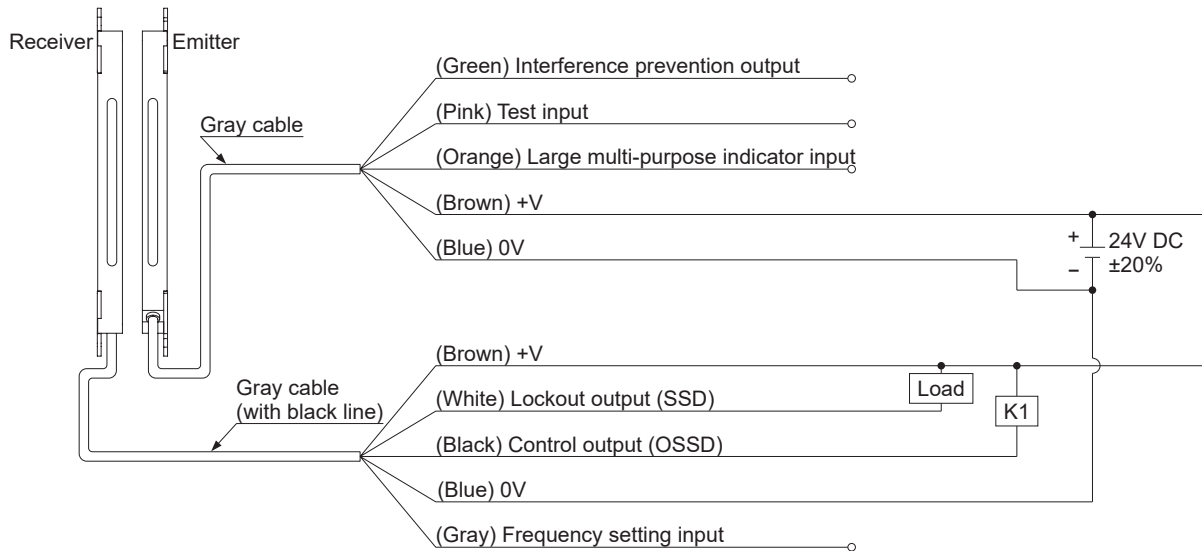 Receiver
Emitter
Gray cable
(Green) Interference prevention output
(Pink) Test input
(Orange) Large multi-purpose indicator input
(Brown) +V
(Blue) 0V
+
−
24V DC
±20%
Gray cable
(with black line)
(Brown) +V
(White) Lockout output (SSD)
(Black) Control output (OSSD)
(Blue) 0V
(Gray) Frequency setting input
Load
K1